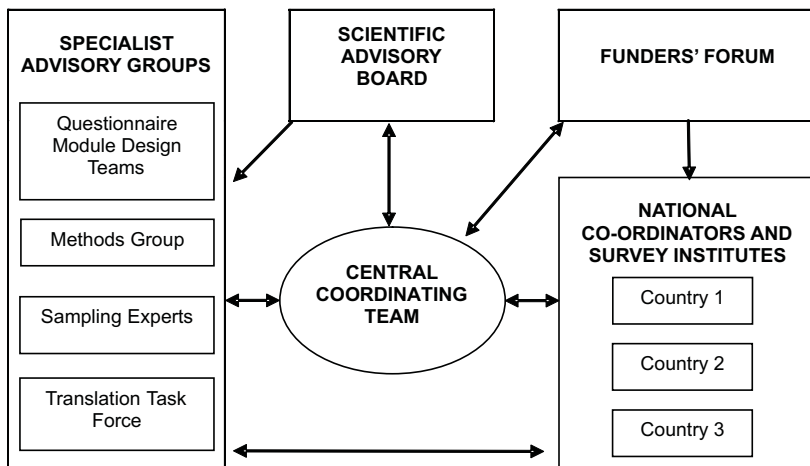 SPECIALIST
ADVISORY GROUPS
Questionnaire
Module Design
Teams
Methods Group
Sampling Experts
Translation Task
Force
SCIENTIFIC
ADVISORY
BOARD
FUNDERS’ FORUM
CENTRAL
COORDINATING
TEAM
NATIONAL
CO-ORDINATORS AND
SURVEY INSTITUTES
Country 1
Country 2
Country 3